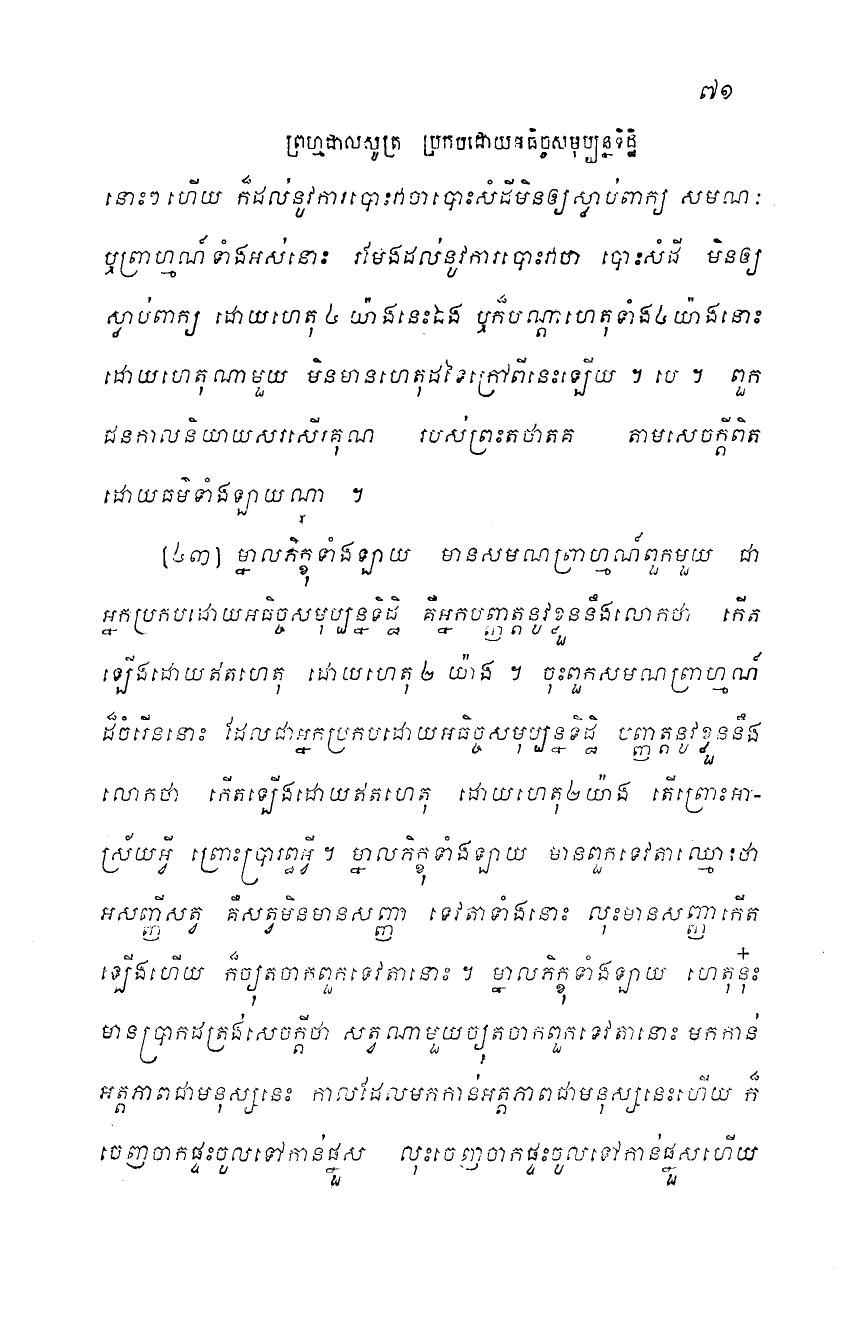 ៧១
ព្រហ្មជាលសូត្រ ប្រកបដោយអធិច្ចសមុប្បន្នទិដ្ឋិ
នោះៗ ហើយ ក៏ដល់នូវការបោះវាចាបោះសំដីមិនឲ្យស្ទាប់ពាក្យ សមណៈ
ឬព្រាហ្មណ៍ទាំងអស់នោះ រមែងដល់នូវការបោះវាចា បោះសំដី មិនឲ្យ
ស្ទាប់ពាក្យ ដោយហេតុ ៤ យ៉ាងនេះឯង ឬក៏បណ្តាហេតុទាំង៤យ៉ាងនោះ
ដោយហេតុណាមួយ មិនមានហេតុដទៃក្រៅពីនេះឡើយ ។ បេ ។ ពួក
ជនកាលនិយាយសរសើរគុណ របស់ព្រះតថាគត តាមសេចក្តីពិត
ដោយធម៌ទាំងឡាយណា ។
[៤៣] ម្នាលភិក្ខុទាំងឡាយ មានសមណព្រាហ្មណ៍ពួកមួយ ជា
អ្នកប្រកបដោយអធិច្ចសមុប្បន្នទិដ្ឋិ គឺអ្នកបញ្ញត្តនូវខ្លួននឹងលោកថា កើត
ឡើងដោយឥតហេតុ ដោយហេតុ ២ យ៉ាង ។ ចុះពួកសមណព្រាហ្មណ៍
ដ៏ចំរើននោះ ដែលជាអ្នកប្រកបដោយអធិច្ចសមុប្បន្នទិដ្ឋិ បញ្ញត្តនូវខ្លួននឹង
លោកថា កើតឡើងដោយឥតហេតុ ដោយហេតុ២យ៉ាង តើព្រោះអា-
ស្រ័យអ្វី ព្រោះប្រារព្ធអ្វី ។ ម្នាលភិក្ខុទាំងឡាយ មានពួកទេវតាឈ្មោះថា
អសញ្ញីសត្វ គឺសត្វមិនមានសញ្ញា ទេវតាទាំងនោះ លុះមានសញ្ញាកើត
ឡើងហើយ ក៏ច្យុតចាកពួកទេវតានោះ ។ ម្នាលភិក្ខុទាំងឡាយ ហេតុនុ៎ះ
មានប្រាកដត្រង់សេចក្តីថា សត្វណាមួយច្យុតចាកពួកទេវតានោះ មកកាន់
អត្តភាពជាមនុស្សនេះ កាលដែលមកកាន់អត្តភាពជាមនុស្សនេះហើយ ក៏
ចេញចាកផ្ទះចូលទៅកាន់ផ្នួស លុះចេញចាកផ្ទះចូលទៅកាន់ផ្នួសហើយ